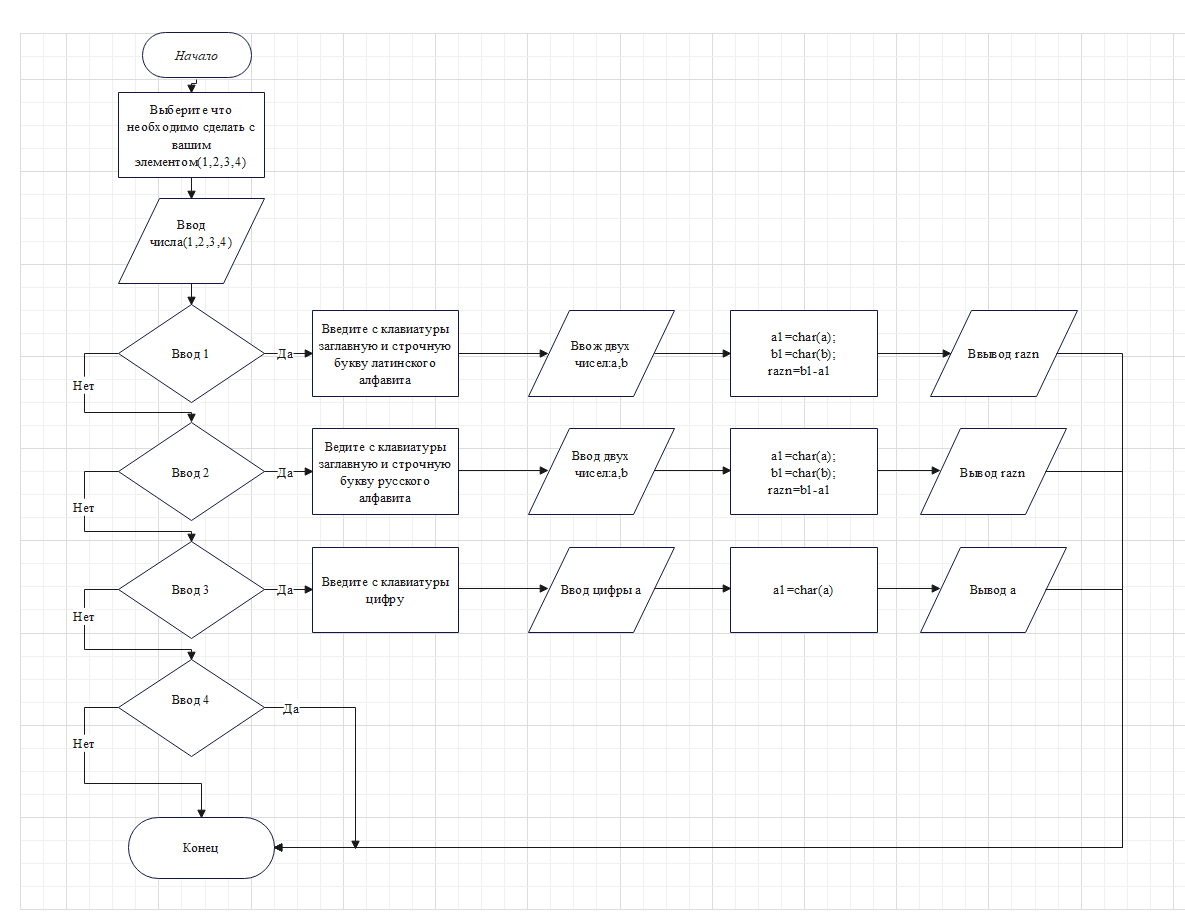 Начало
Выберите что
необходимо сделать с
вашим
элементом(1,2,3,4)
Ввод
числа(1,2,3,4)
Ввод 1
Да
Нет
Введите с клавиатуры
заглавную и строчную
букву латинского
алфавита
Ввож двух
чисел:a,b
a1=char(a);
b1=char(b);
razn=b1-a1
Ввывод razn
Ввод 2
Да
Нет
Ведите с клавиатуры
заглавную и строчную
букву русского
алфавита
Ввод двух
чисел:a,b
a1=char(a);
b1=char(b);
razn=b1-a1
Вывод razn
Ввод 3
Да
Нет
Введите с клавиатуры
цифру
Ввод цифры a
a1=char(a)
Вывод a
Ввод 4
Да
Нет
Конец